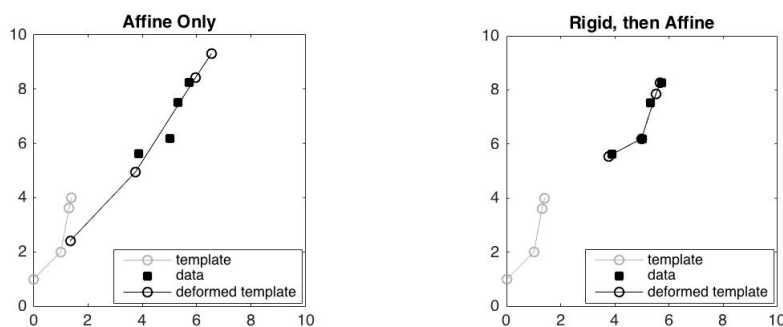 Affine Only
10
8
6
4
2
0
template
data
deformed template
0 2 4 6 8 10
Rigid, then Affine
10
8
6
4
2
0
template
data
deformed template
0 2 4 6 8 10